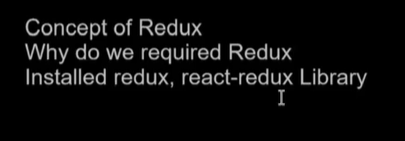 Concept of Redux
Why do we required Redux
Installed redux, react-redux Library